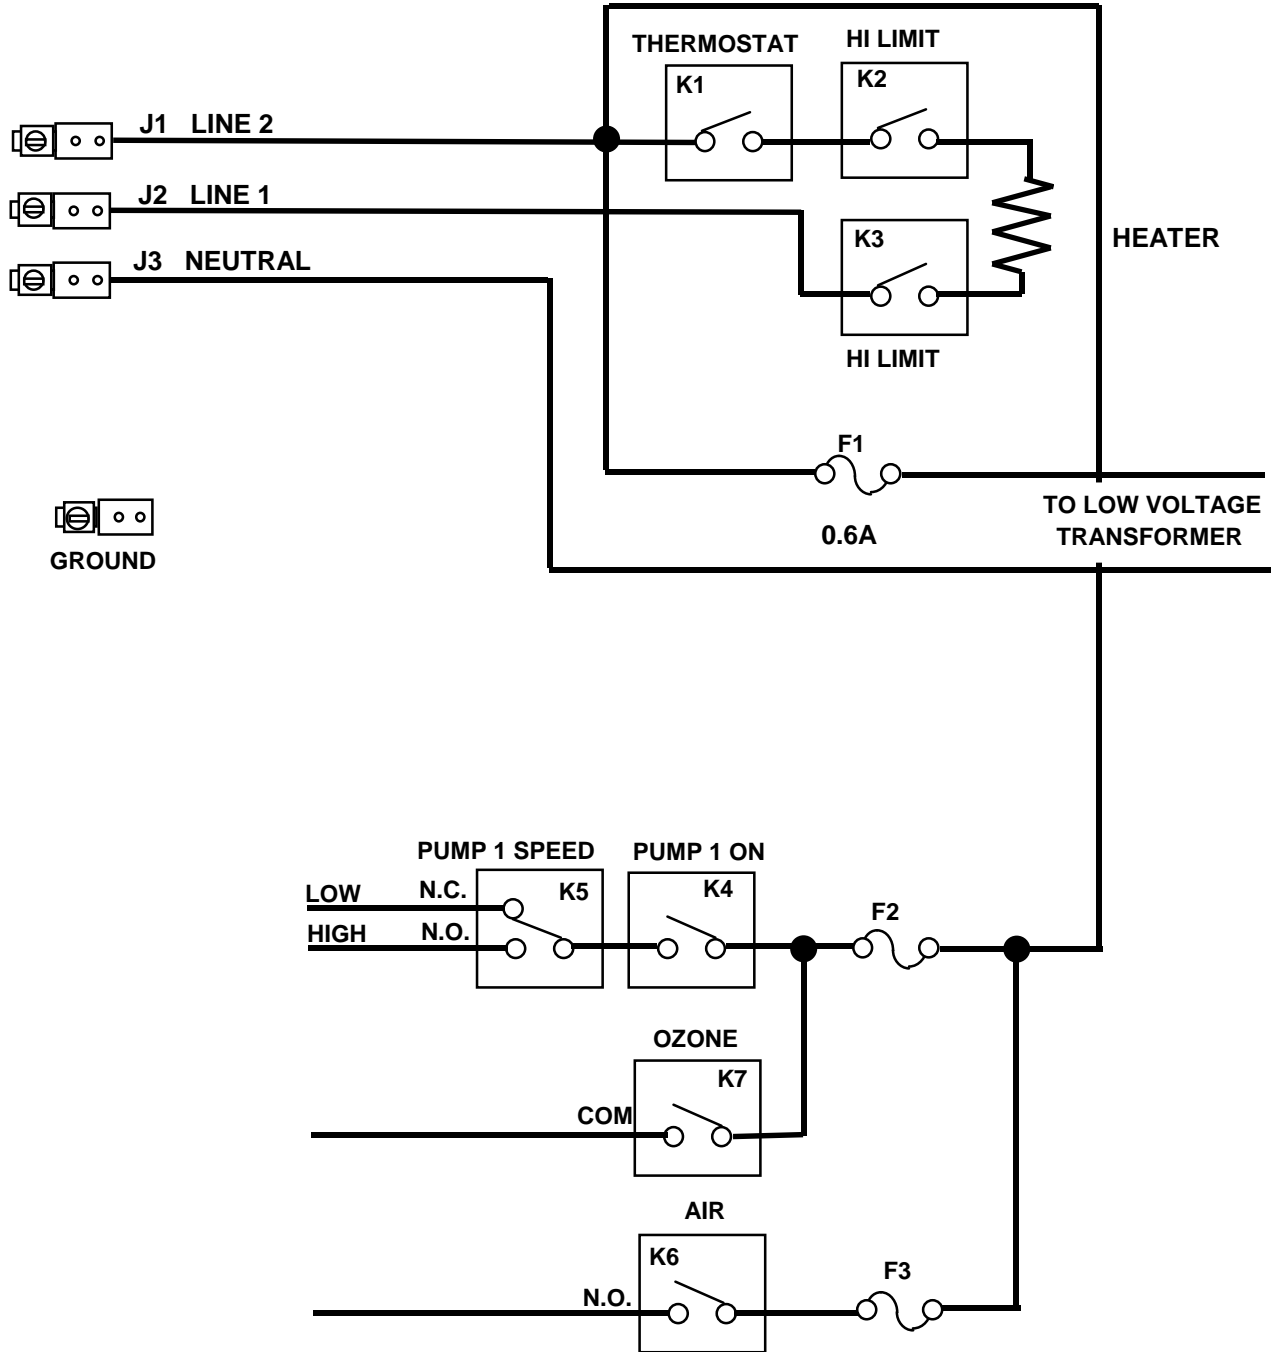 THERMOSTAT
HI LIMIT
K1
K2
J1 LINE 2
J2 LINE 1
K3
HEATER
J3 NEUTRAL
HI LIMIT
F1
TO LOW VOLTAGE
TRANSFORMER
0.6A
GROUND
PUMP 1 SPEED
PUMP 1 ON
LOW
N.C.
K5
K4
F2
HIGH
N.O.
OZONE
K7
COM
AIR
K6
F3
N.O.